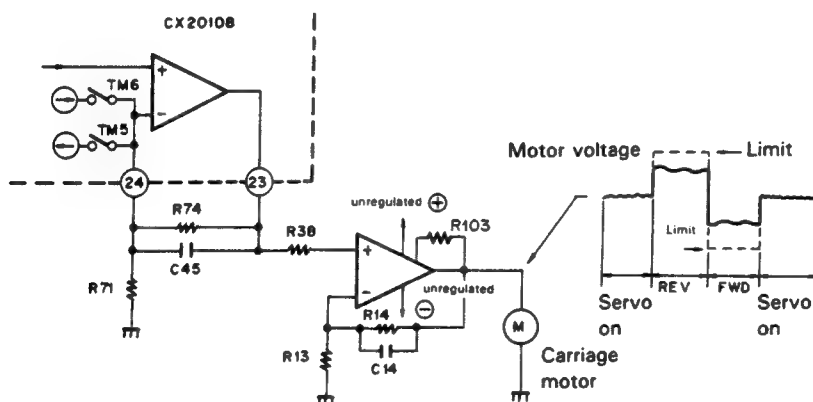 CX20108
+
TM6
-
TM5
24
23
R74
C45
R71
R38
unregulated +
R103
+
-
unregulated
-
R14
C14
R13
M
Carriage
motor
Motor voltage
Limit
Limit
REV
FWD
Servo
on
Servo
on